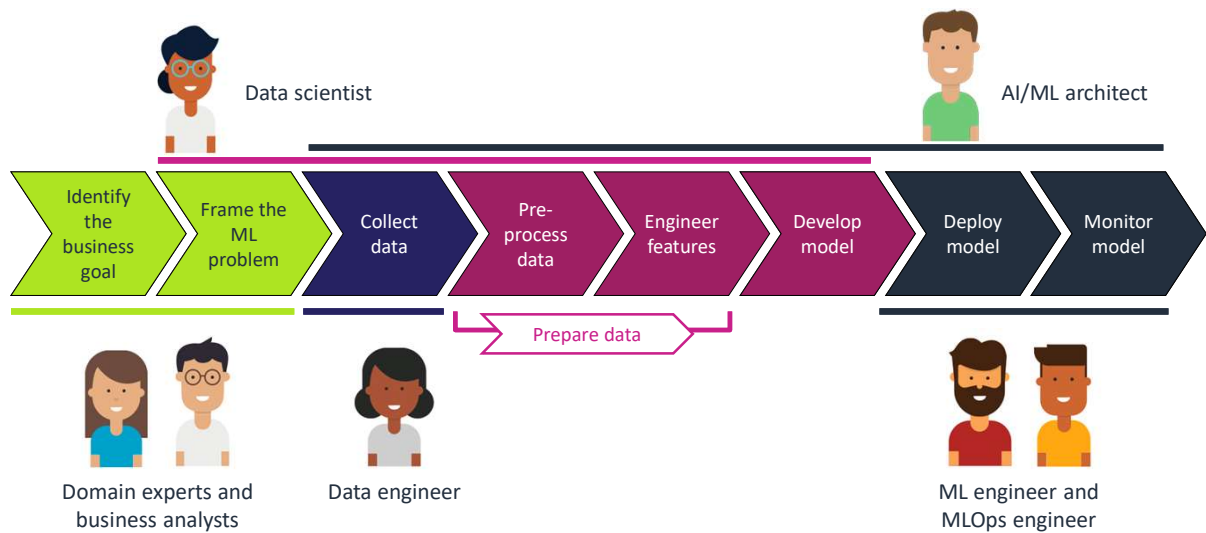 Data scientist
AI/ML architect
Identify
the
business
goal
Frame the
ML
problem
Collect
data
Pre-
process
data
Engineer
features
Develop
model
Deploy
model
Monitor
model
Prepare data
Domain experts and
business analysts
Data engineer
ML engineer and
MLOps engineer